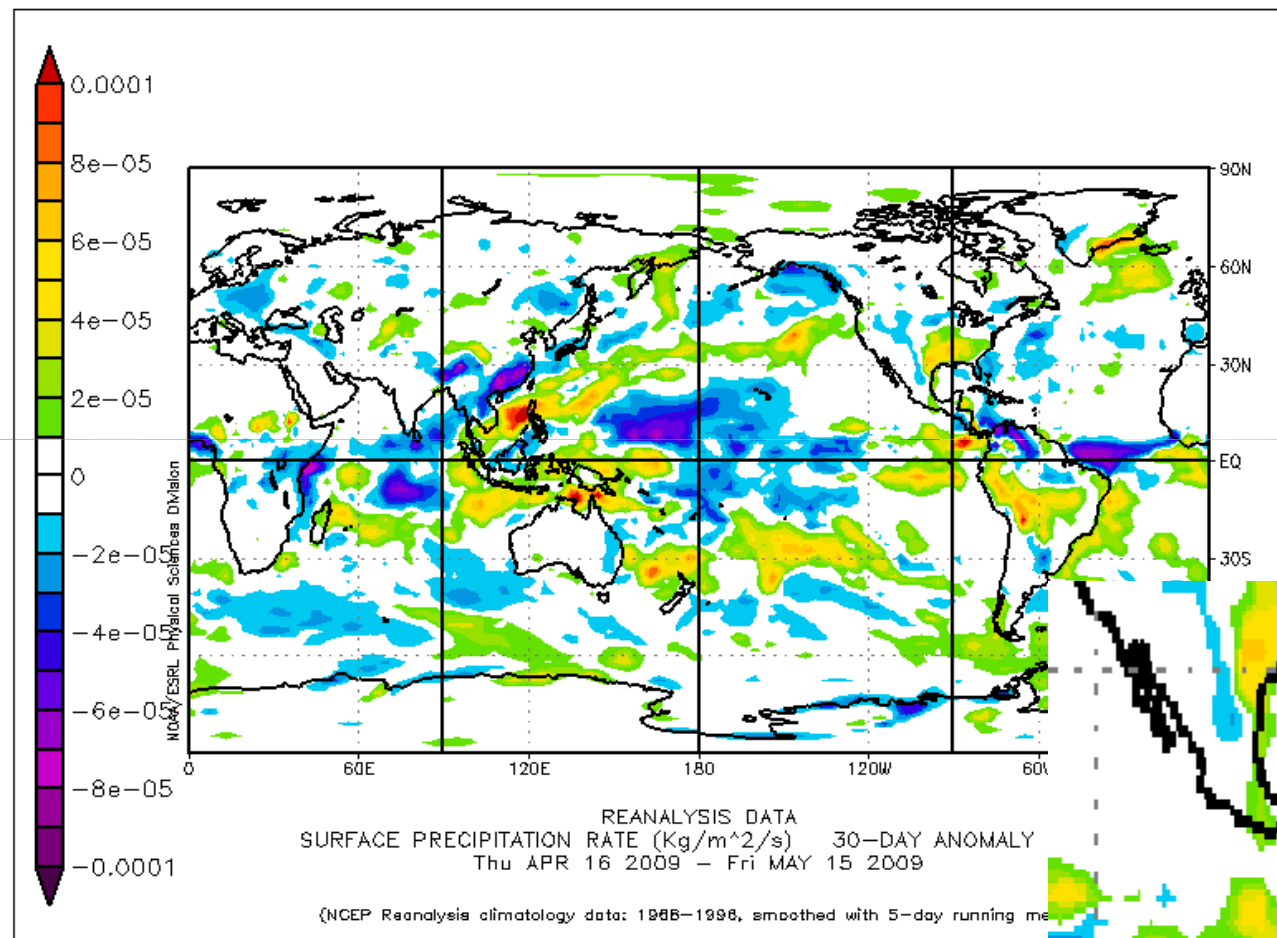 0.0001
8e-05
6e-05
4e-05
2e-05
0
-2e-05
-4e-05
-6e-05
-8e-05
-0.0001
NOAA/ESRL Physical Sciences Division
90N
60N
30N
EQ
30S
0 60E 120E 180 120W
REANALYSIS DATA
SURFACE PRECIPITATION RATE (Kg/m^2/s) 30-DAY ANOMALY
Thu APR 16 2009 - Fri MAY 15 2009
(NCEP Reanalysis climatology data: 1968-1996, smoothed with 5-day running